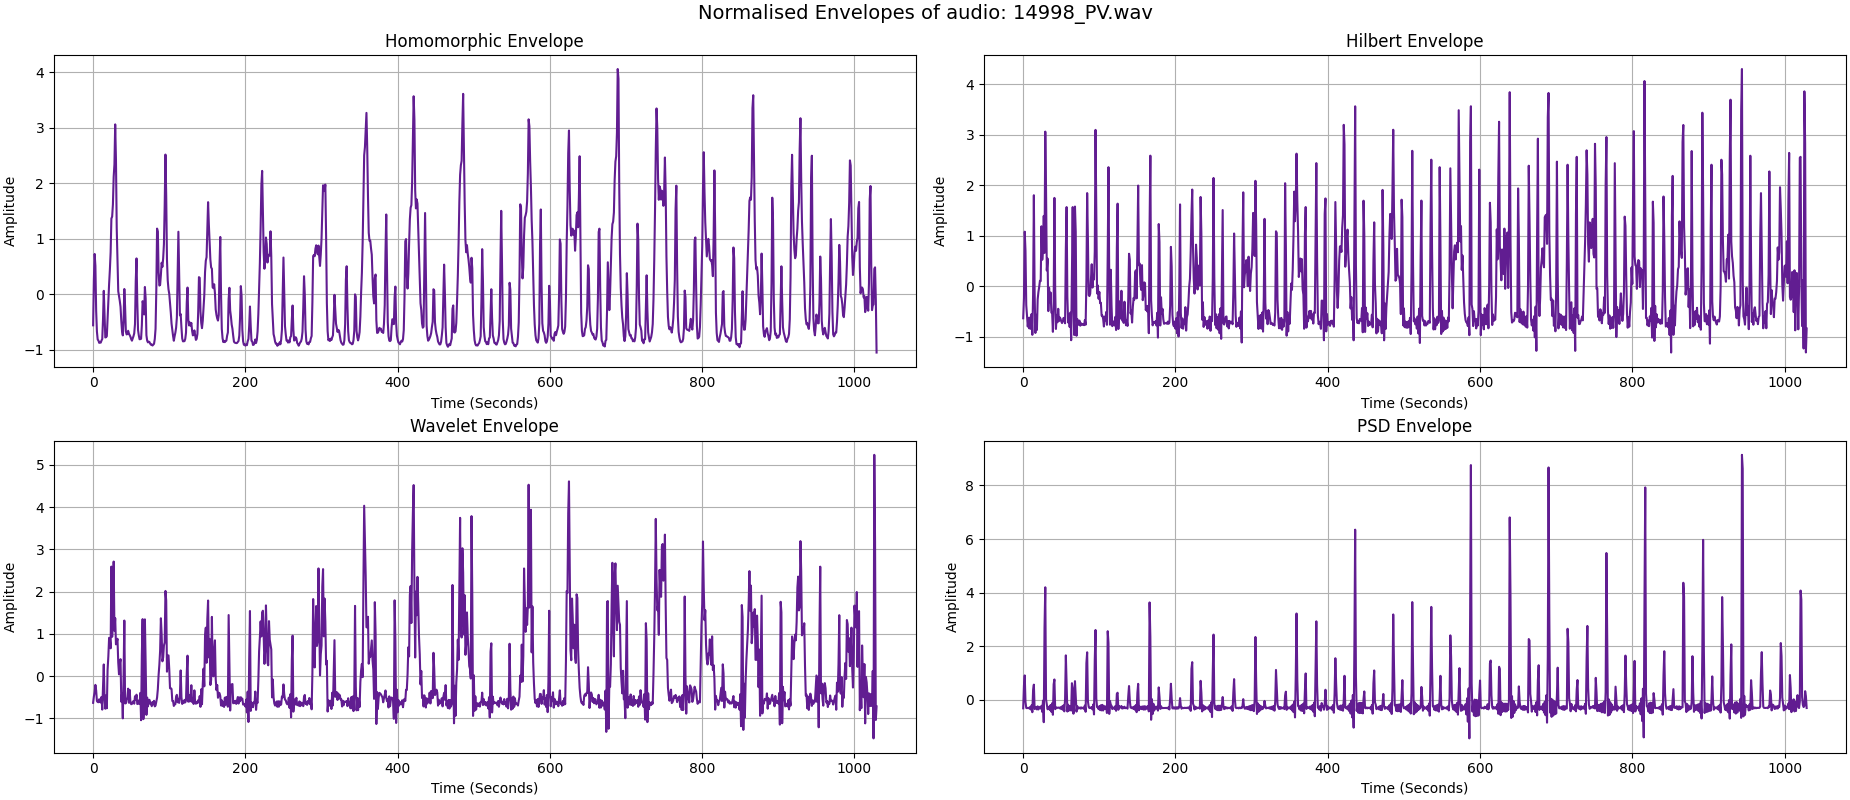 Normalised Envelopes of audio: 14998_PV.wav
Homomorphic Envelope
Amplitude
4
3
2
1
0
−1
0 200 400 600 800 1000
Time (Seconds)
Hilbert Envelope
Amplitude
4
3
2
1
0
−1
0 200 400 600 800 1000
Time (Seconds)
Wavelet Envelope
Amplitude
5
4
3
2
1
0
−1
0 200 400 600 800 1000
Time (Seconds)
PSD Envelope
Amplitude
8
6
4
2
0
0 200 400 600 800 1000
Time (Seconds)